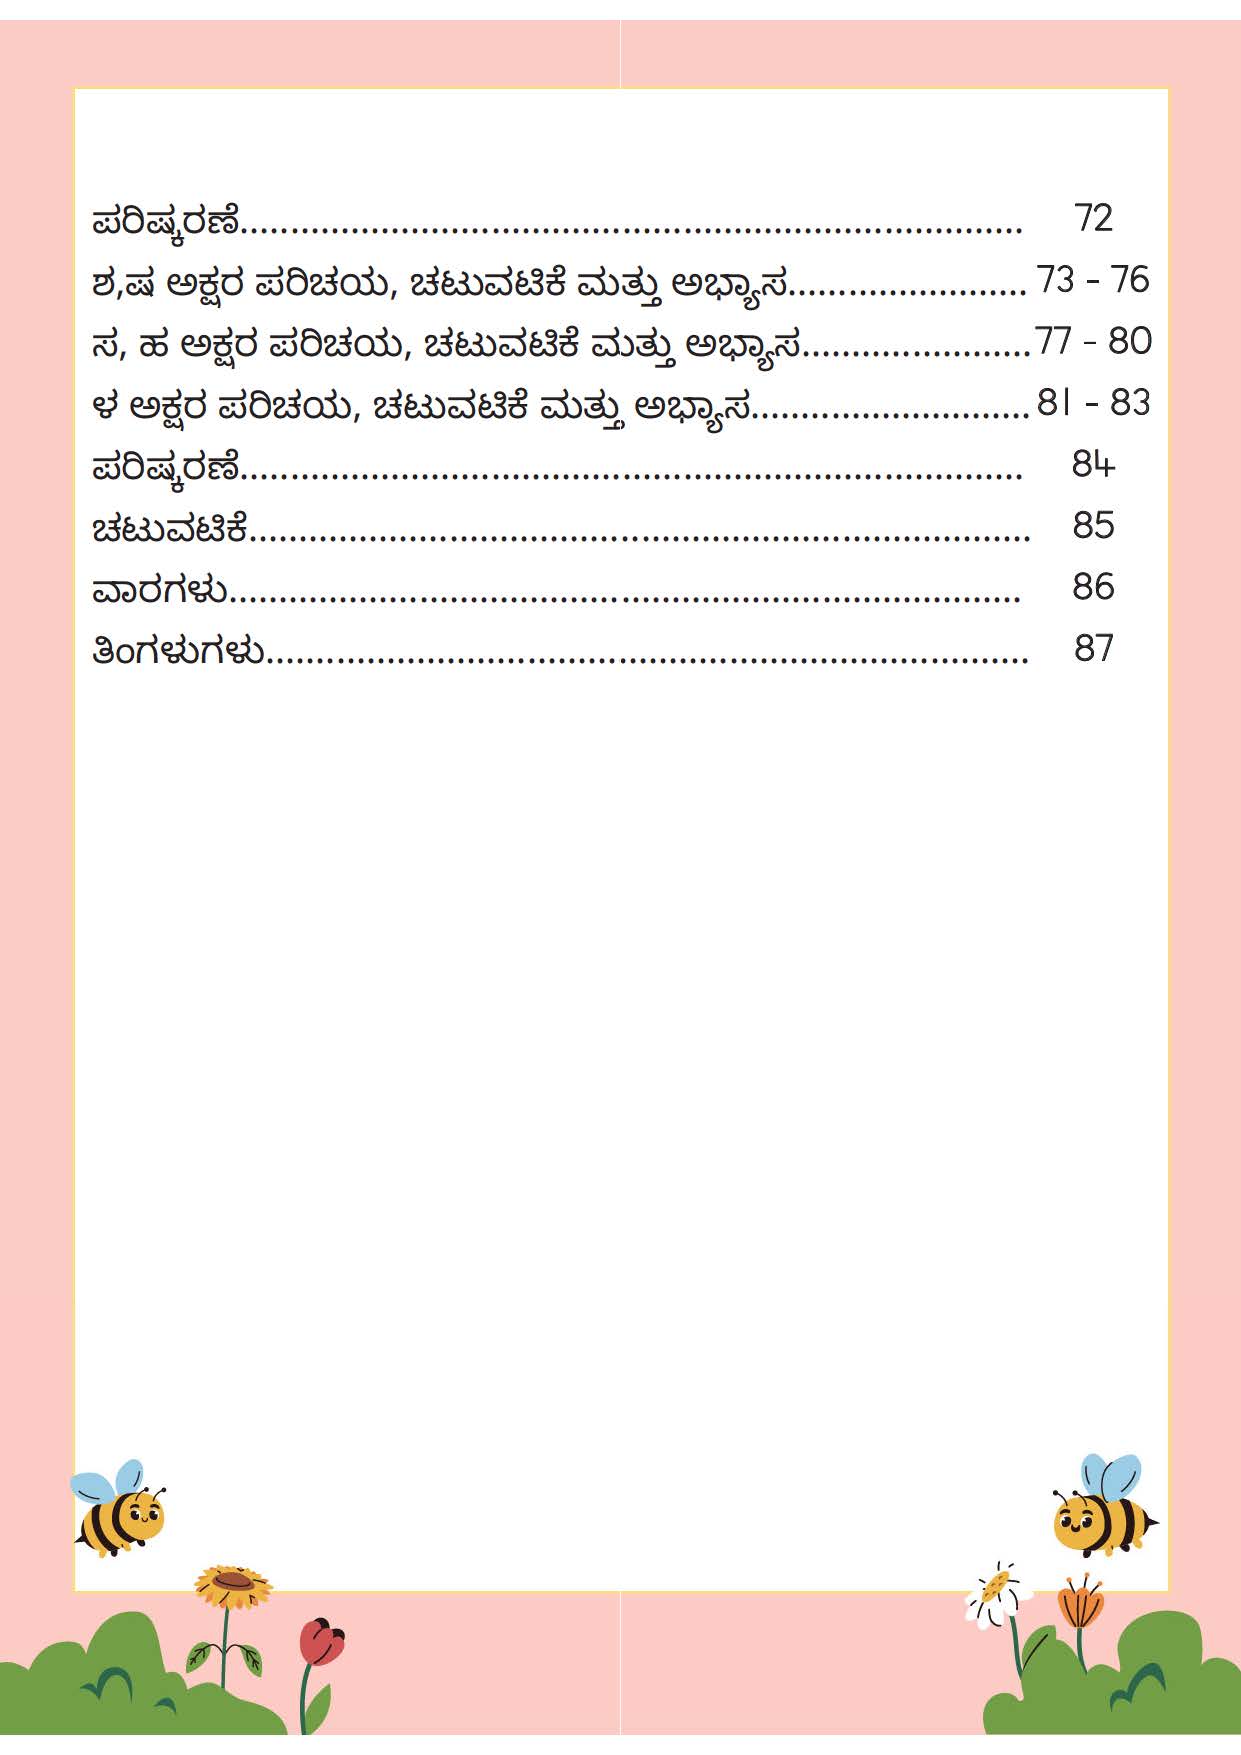 ಪರಿಷ್ಕರಣೆ.............................................................................. 72
ಶ,ಷ ಅಕ್ಷರ ಪರಿಚಯ, ಚಟುವಟಿಕೆ ಮತ್ತು ಅಭ್ಯಾಸ........................ 73 - 76
ಸ, ಹ ಅಕ್ಷರ ಪರಿಚಯ, ಚಟುವಟಿಕೆ ಮತ್ತು ಅಭ್ಯಾಸ....................... 77 - 80
ಳ ಅಕ್ಷರ ಪರಿಚಯ, ಚಟುವಟಿಕೆ ಮತ್ತು ಅಭ್ಯಾಸ............................ 81 - 83
ಪರಿಷ್ಕರಣೆ.............................................................................. 84
ಚಟುವಟಿಕೆ.............................................................................. 85
ವಾರಗಳು............................................................................... 86
ತಿಂಗಳುಗಳು............................................................................ 87